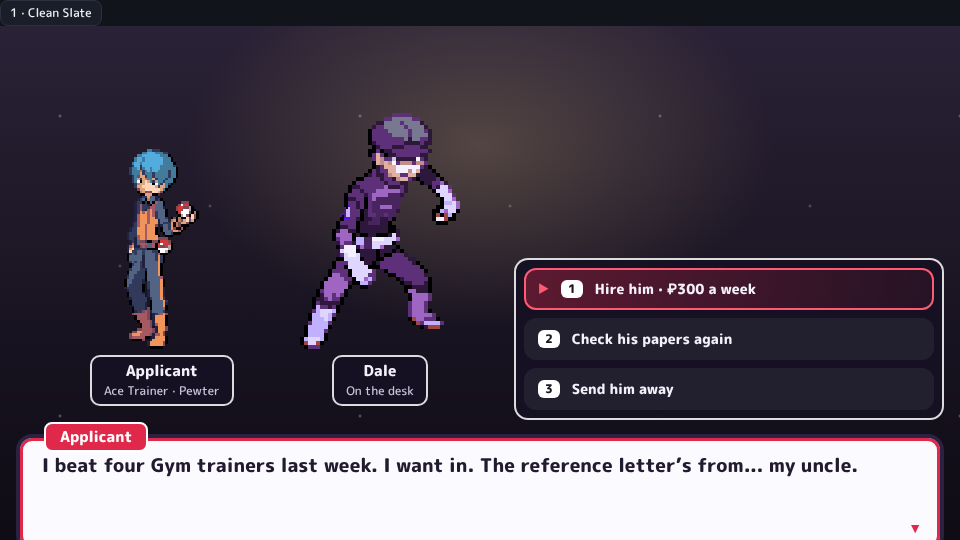 1 · Clean Slate
Applicant
Ace Trainer · Pewter
Dale
On the desk
1 Hire him · ₽300 a week
2 Check his papers again
3 Send him away
Applicant
I beat four Gym trainers last week. I want in. The reference letter's from... my uncle.